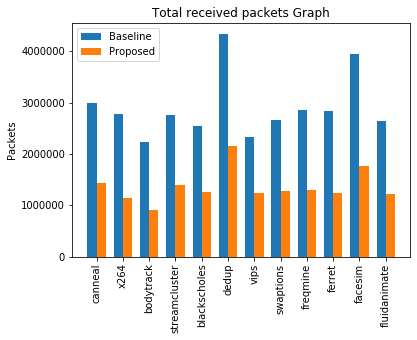 Total received packets Graph
Baseline
Proposed
Packets
4000000
3000000
2000000
1000000
0
canneal
x264
bodytrack
streamcluster
blackscholes
dedup
vips
swaptions
freqmine
ferret
facesim
fluidanimate